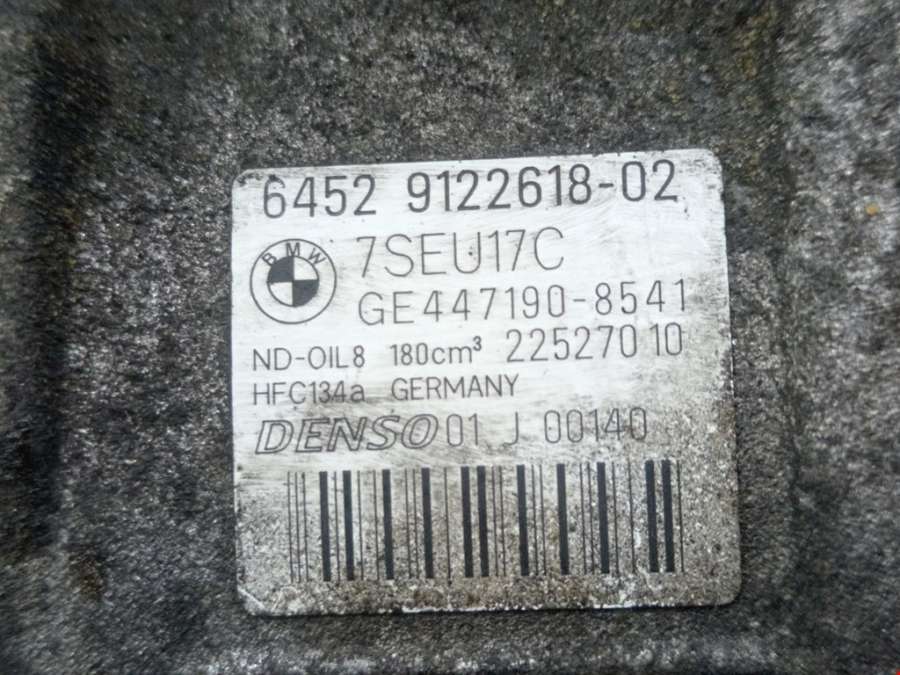 6452 9122618-02
BMW
7SEU17C
GE447190-8541
ND-OIL8 180cm³ 22527010
HFC134a GERMANY
DENSO 01 J 00140